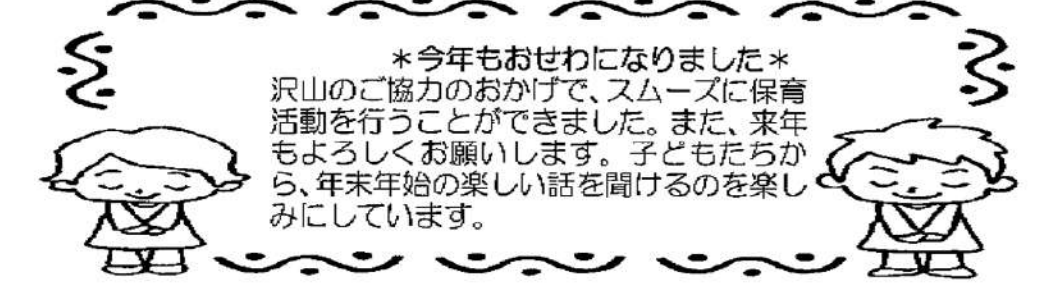 ＊今年もおせわになりました＊
沢山のご協力のおかげで、スムーズに保育
活動を行うことができました。また、来年
もよろしくお願いします。子どもたちか
ら、年末年始の楽しい話を聞けるのを楽し
みにしています。